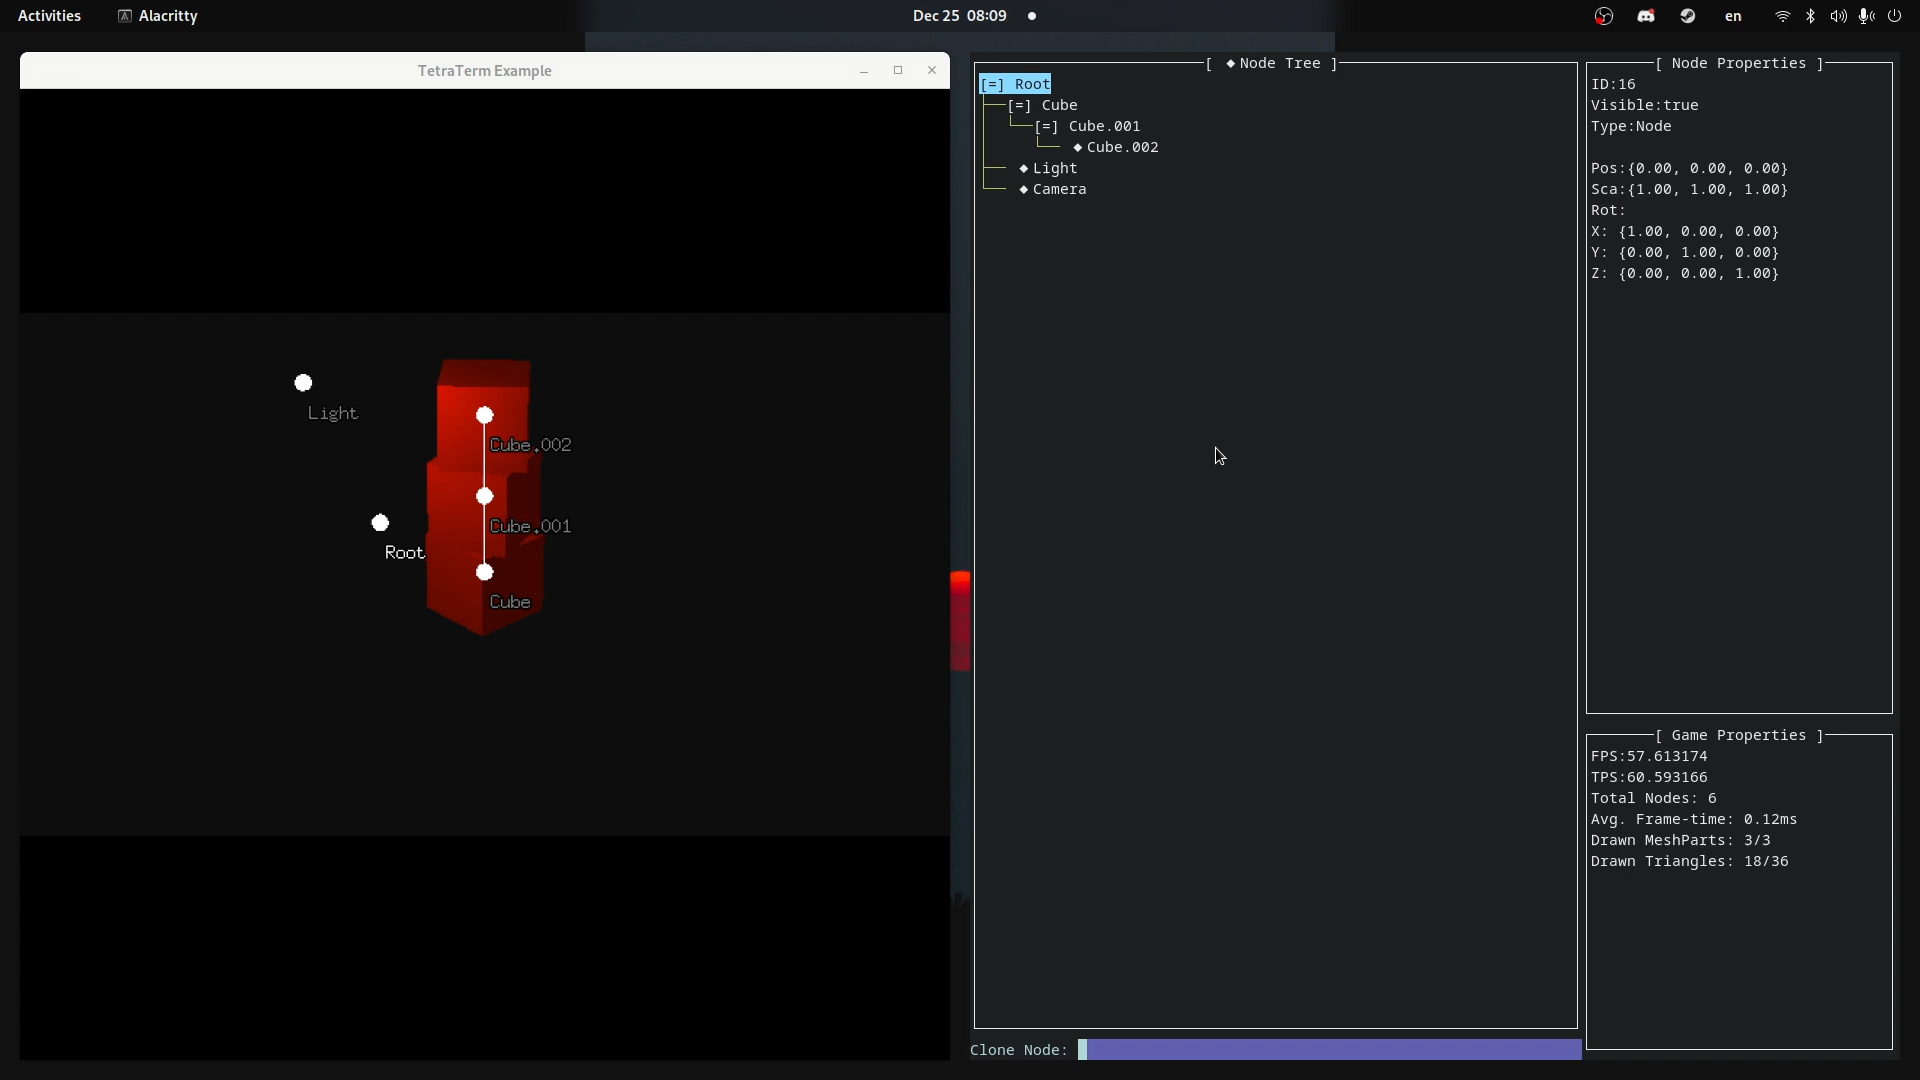 Activities
Alacritty
Dec 25 08:09
en
TetraTerm Example
Light
Cube.002
Cube.001
Root
Cube
[ ◆Node Tree ]
[=] Root
[=] Cube
[=] Cube.001
◆Cube.002
◆Light
◆Camera
Clone Node:
[ Node Properties ]
ID:16
Visible:true
Type:Node
Pos:{0.00, 0.00, 0.00}
Sca:{1.00, 1.00, 1.00}
Rot:
X: {1.00, 0.00, 0.00}
Y: {0.00, 1.00, 0.00}
Z: {0.00, 0.00, 1.00}
[ Game Properties ]
FPS:57.613174
TPS:60.593166
Total Nodes: 6
Avg. Frame-time: 0.12ms
Drawn MeshParts: 3/3
Drawn Triangles: 18/36